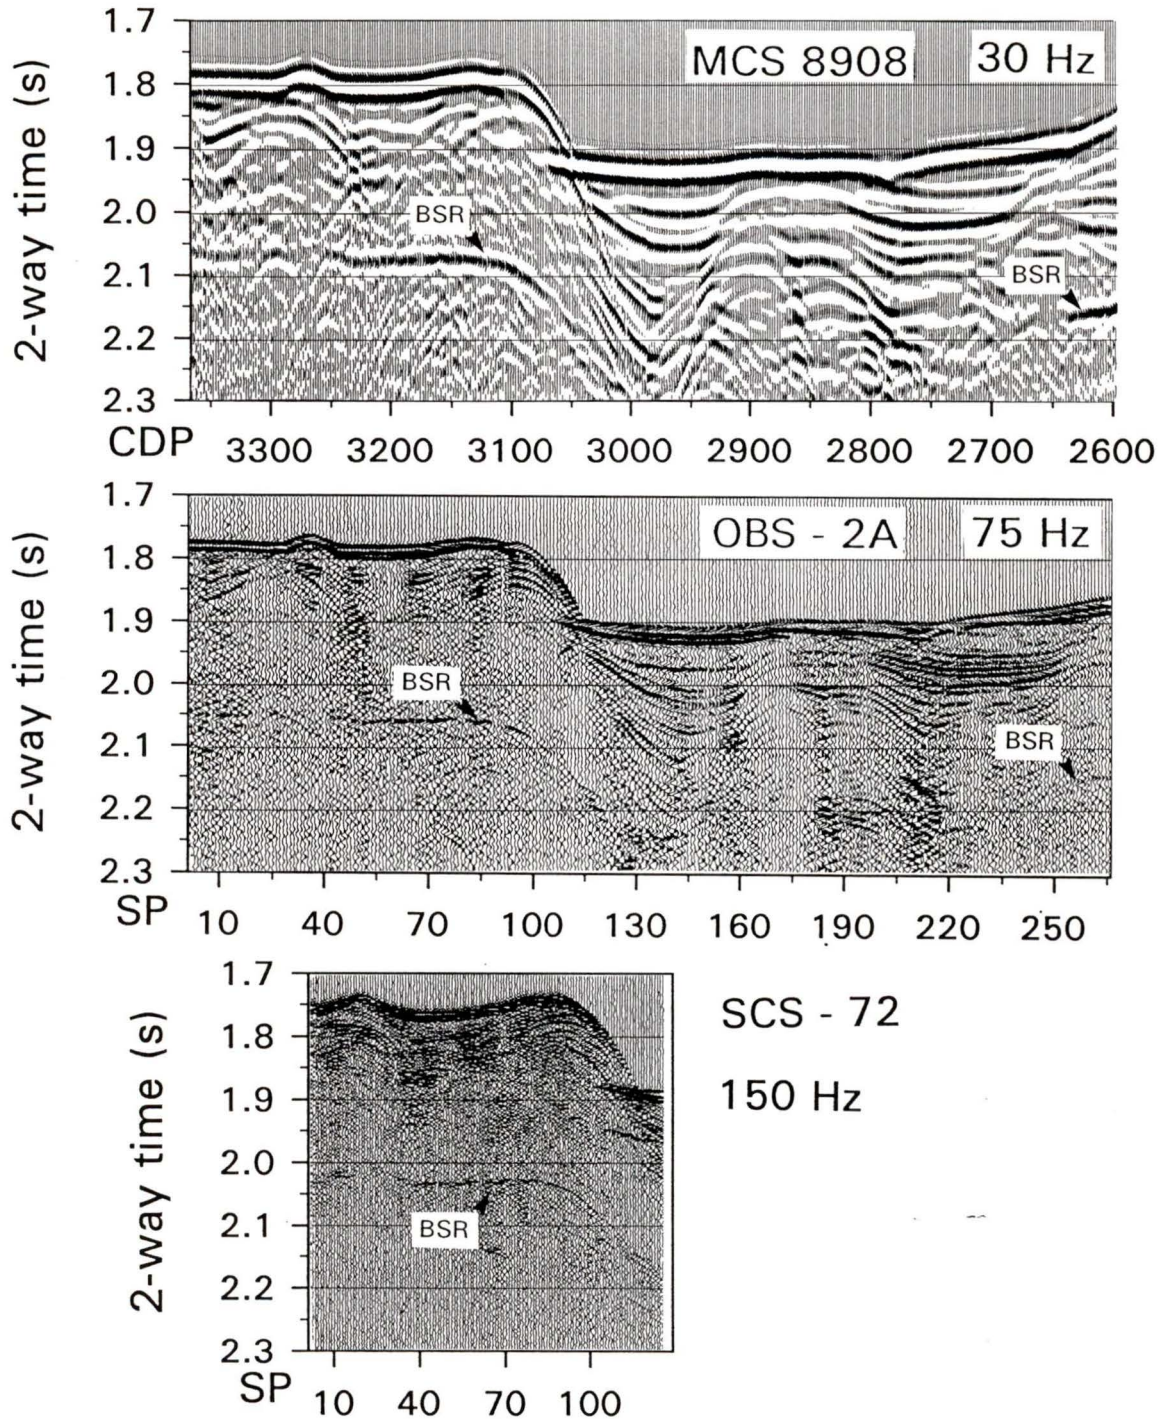 1.7
1.8
1.9
2.0
2.1
2.2
2.3
2-way time (s)
MCS 8908
30 Hz
BSR
BSR
CDP 3300 3200 3100 3000 2900 2800 2700 2600
1.7
1.8
1.9
2.0
2.1
2.2
2.3
2-way time (s)
OBS - 2A
75 Hz
BSR
BSR
SP 10 40 70 100 130 160 190 220 250
1.7
1.8
1.9
2.0
2.1
2.2
2.3
2-way time (s)
SCS - 72
150 Hz
BSR
SP 10 40 70 100